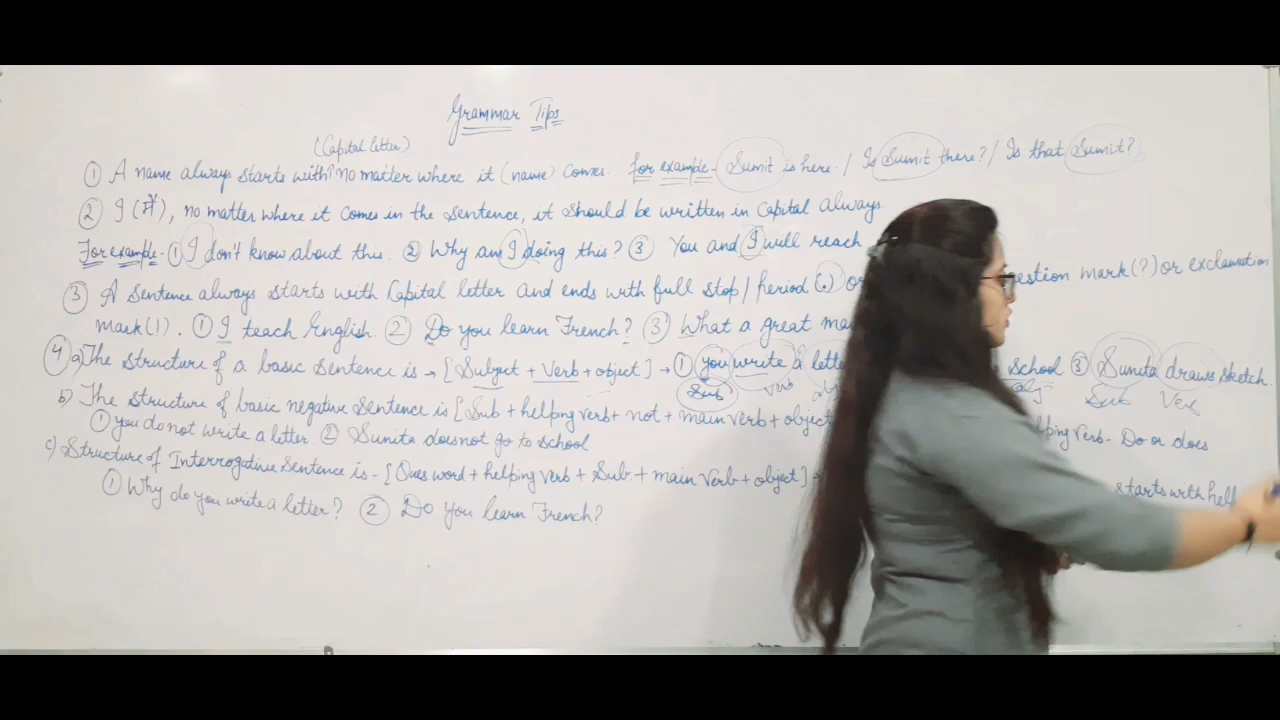 Grammar Tips
(Capital letter)
① A name always starts with ↑ no matter where it (name) comes. For example- Sumit is here. / Is Sumit there? / Is that Sumit?
② I (मैं), no matter where it comes in the sentence, it should be written in Capital always.
For example- ① I don't know about this. ② Why am I doing this? ③ You and I will reach
③ A sentence always starts with Capital letter and ends with full stop / period (.) or estion mark (?) or exclamation
mark (!). ① I teach English. ② Do you learn French? ③ What a great ma
④ a) The structure of a basic sentence is → [Subject + Verb + object] → ① you write a lette school ③ Sunita draws sketch.
Sub Verb obj Sub Verb
b) The structure of basic negative sentence is [Sub + helping verb + not + main verb + object lping verb - Do or does
① you do not write a letter ② Sunita does not go to school
c) Structure of Interrogative sentence is - [Ques word + helping verb + Sub. + main verb + object] → starts with hel
① Why do you write a letter? ② Do you learn French?